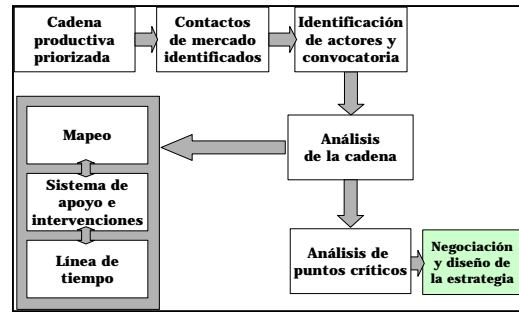 Cadena
productiva
priorizada
Contactos
de mercado
identificados
Identificación
de actores y
convocatoria
Mapeo
Sistema de
apoyo e
intervenciones
Línea de
tiempo
Análisis
de la cadena
Análisis de
puntos críticos
Negociación
y diseño de
la estrategia